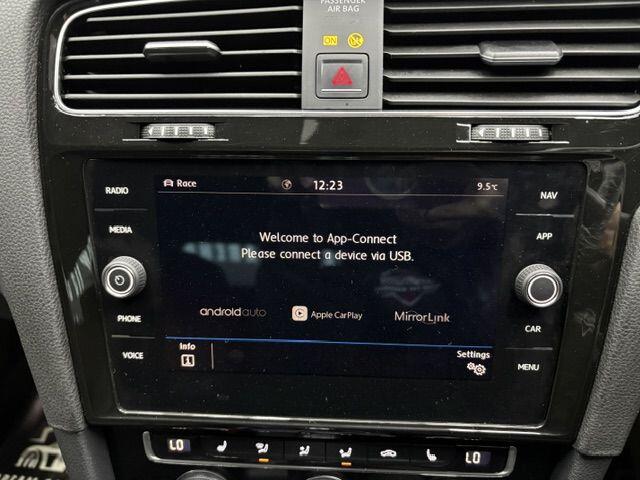 PASSENGER
AIR BAG
ON
RADIO
Race
12:23
9.5°C
NAV
MEDIA
Welcome to App-Connect
Please connect a device via USB.
APP
androidauto
Apple CarPlay
MirrorLink
PHONE
CAR
VOICE
Info
Settings
MENU
LO
LO